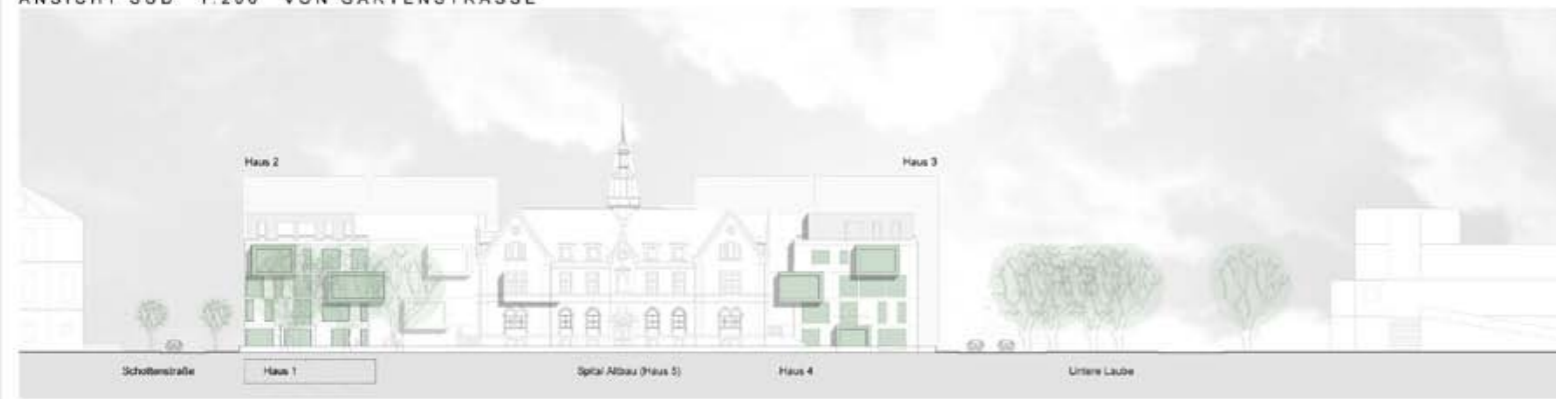 ANSICHT SÜD 1:200 VON GARTENSTRASSE
Haus 2
Haus 3
Schottenstraße
Haus 1
Spital Altbau (Haus 5)
Haus 4
Untere Laube